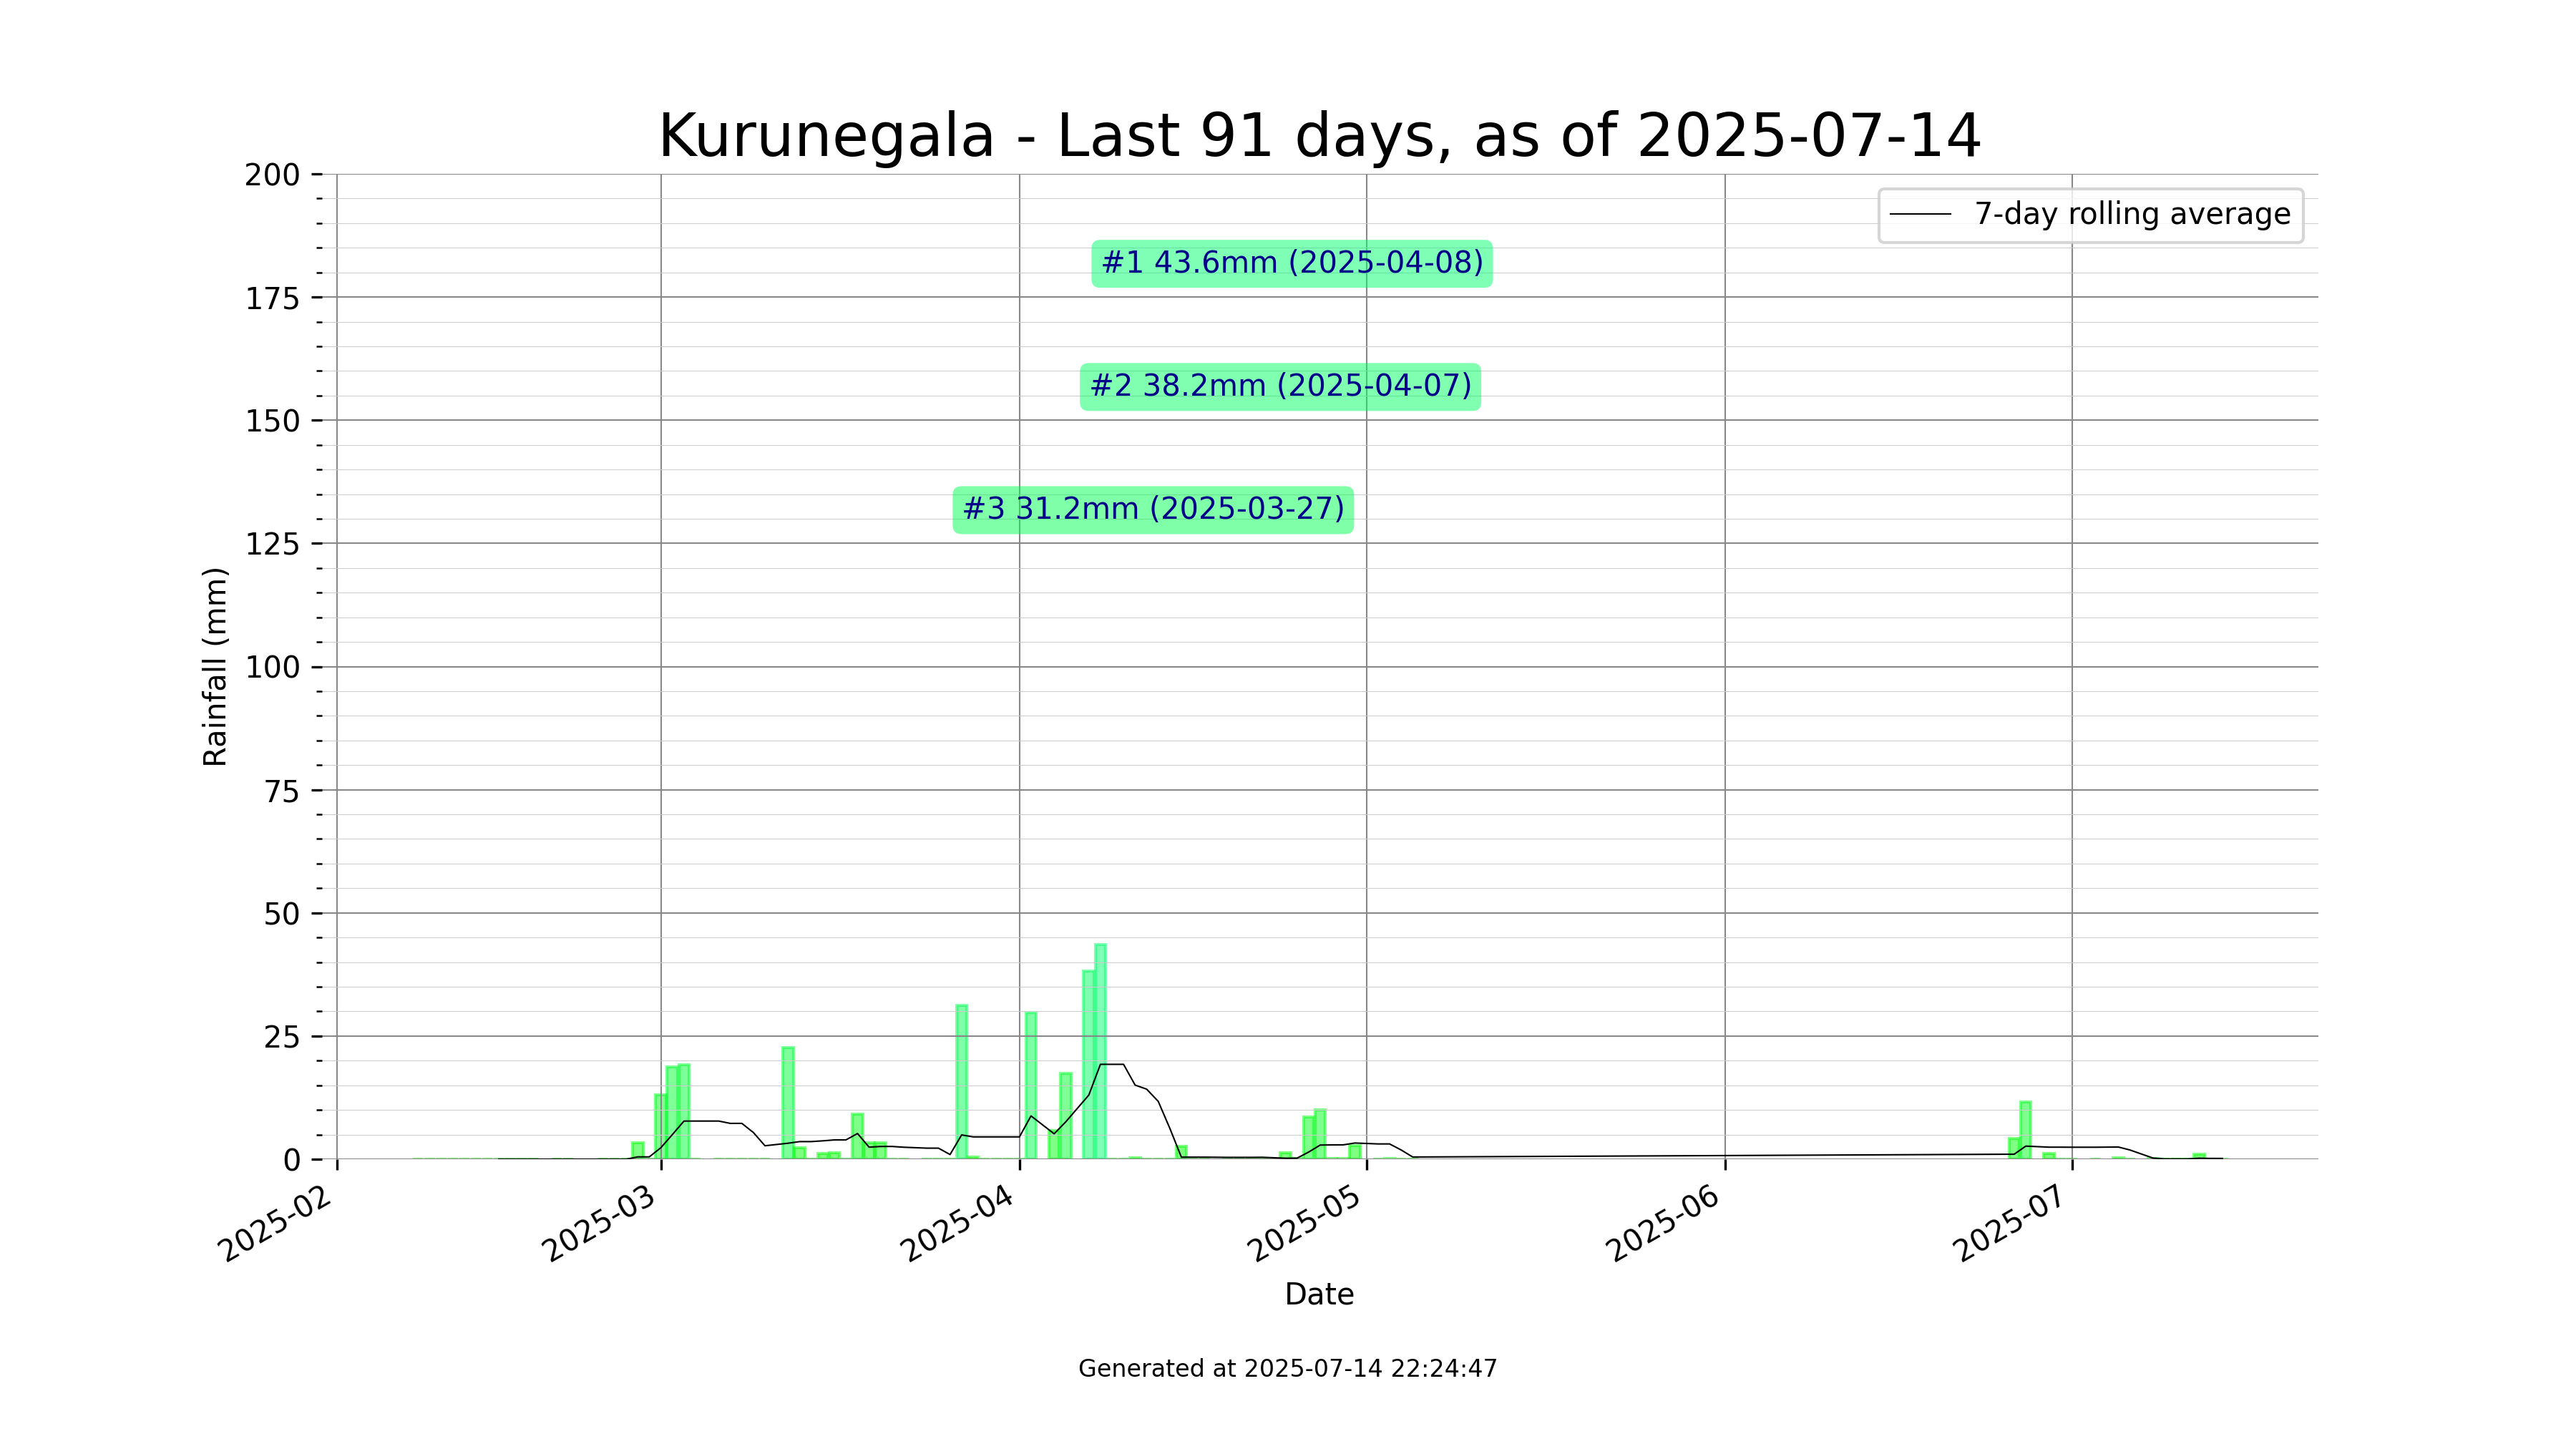 Kurunegala - Last 91 days, as of 2025-07-14
7-day rolling average
#1 43.6mm (2025-04-08)
#2 38.2mm (2025-04-07)
#3 31.2mm (2025-03-27)
Rainfall (mm)
200
175
150
125
100
75
50
25
0
2025-02
2025-03
2025-04
2025-05
2025-06
2025-07
Date
Generated at 2025-07-14 22:24:47